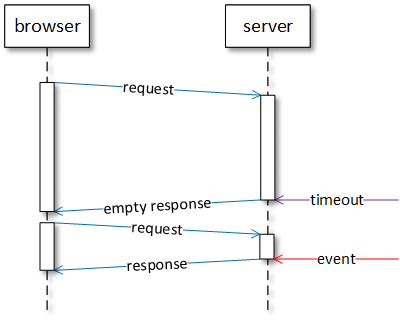 browser
server
request
empty response
timeout
request
response
event